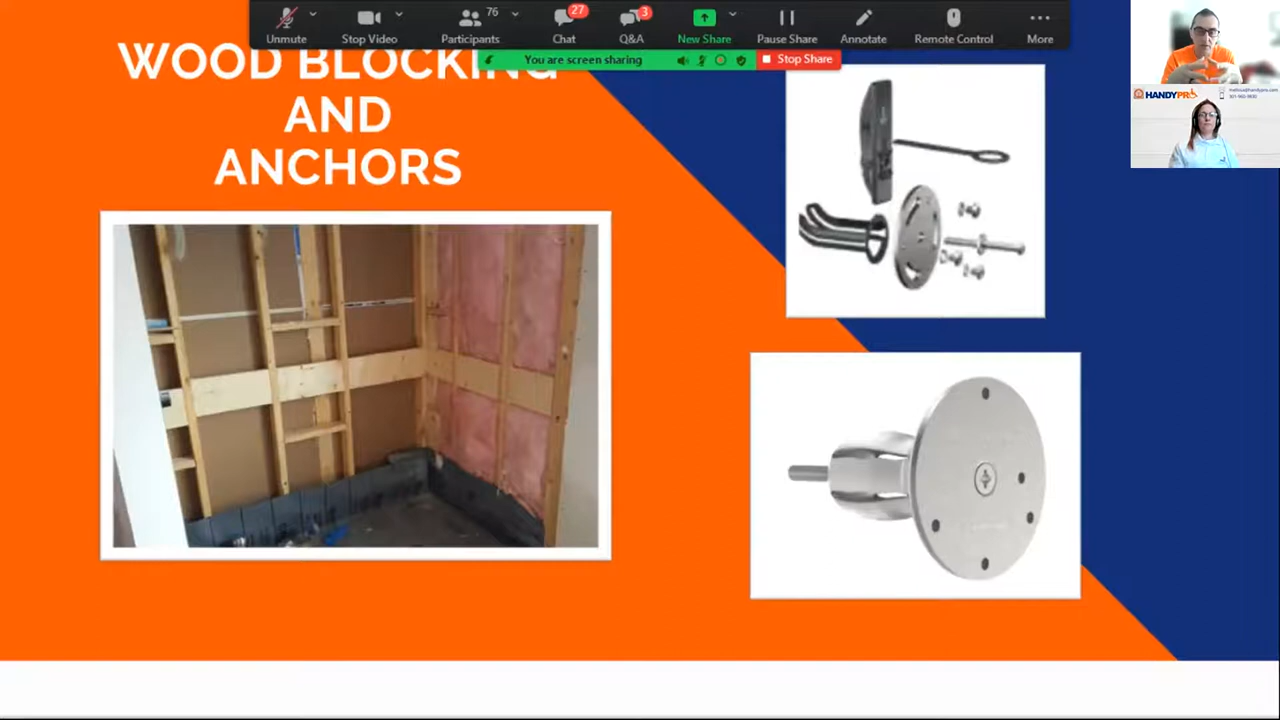 Unmute
Stop Video
76
Participants
27
Chat
3
Q&A
New Share
Pause Share
Annotate
Remote Control
More
You are screen sharing
Stop Share
WOOD BLOCKING
AND
ANCHORS
HANDYPRO